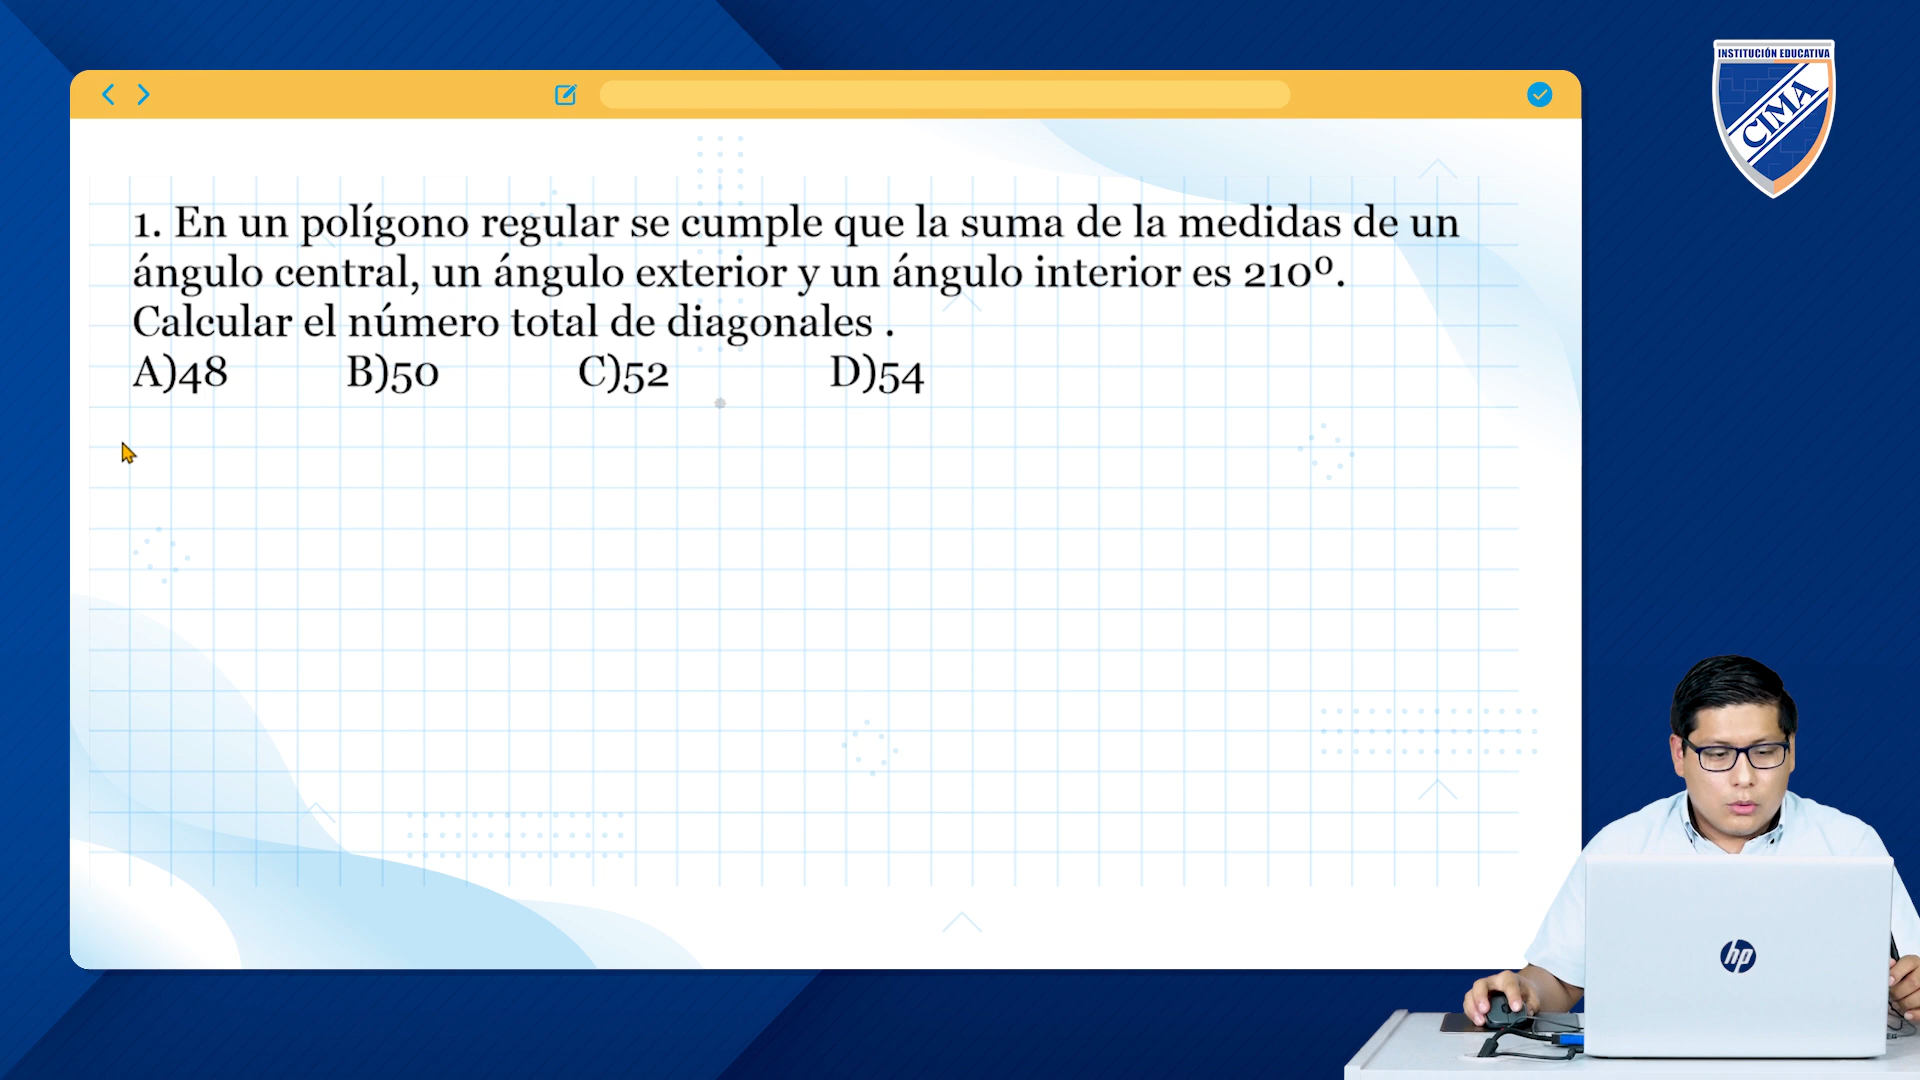 INSTITUCIÓN EDUCATIVA
CIMA
1. En un polígono regular se cumple que la suma de la medidas de un
ángulo central, un ángulo exterior y un ángulo interior es 210º.
Calcular el número total de diagonales .
A)48 B)50 C)52 D)54
hp